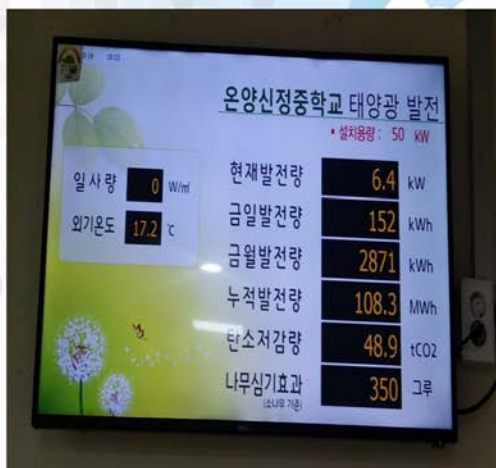 온양신정중학교 태양광 발전
▪ 설치용량 : 50 kW
일사량 0 W/㎡
외기온도 17.2 ℃
현재발전량 6.4 kW
금일발전량 152 kWh
금월발전량 2871 kWh
누적발전량 108.3 MWh
탄소저감량 48.9 tCO2
나무심기효과 350 그루
(소나무 기준)